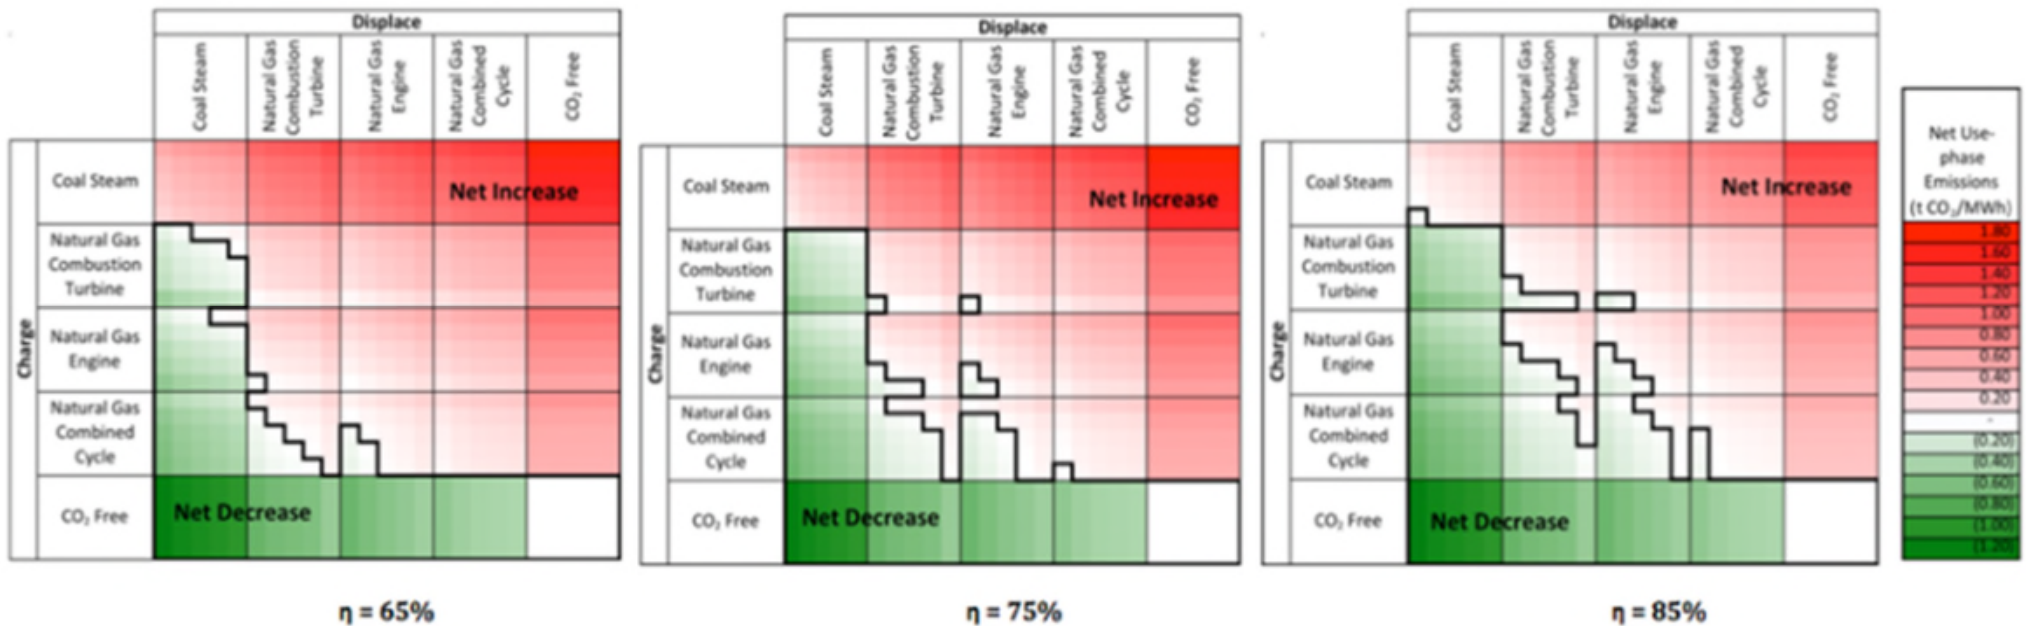 Displace
Coal Steam
Natural Gas
Combustion
Turbine
Natural Gas
Engine
Natural Gas
Combined
Cycle
CO₂ Free
Charge
Coal Steam
Net Increase
Natural Gas
Combustion
Turbine
Natural Gas
Engine
Natural Gas
Combined
Cycle
CO₂ Free
Net Decrease
η = 65%
Displace
Coal Steam
Natural Gas
Combustion
Turbine
Natural Gas
Engine
Natural Gas
Combined
Cycle
CO₂ Free
Charge
Coal Steam
Net Increase
Natural Gas
Combustion
Turbine
Natural Gas
Engine
Natural Gas
Combined
Cycle
CO₂ Free
Net Decrease
η = 75%
Displace
Coal Steam
Natural Gas
Combustion
Turbine
Natural Gas
Engine
Natural Gas
Combined
Cycle
CO₂ Free
Charge
Coal Steam
Net Increase
Natural Gas
Combustion
Turbine
Natural Gas
Engine
Natural Gas
Combined
Cycle
CO₂ Free
Net Decrease
η = 85%
Net Use-
phase
Emissions
(t CO₂/MWh)
1.80
1.60
1.40
1.20
1.00
0.80
0.60
0.40
0.20
-
(0.20)
(0.40)
(0.60)
(0.80)
(1.00)
(1.20)